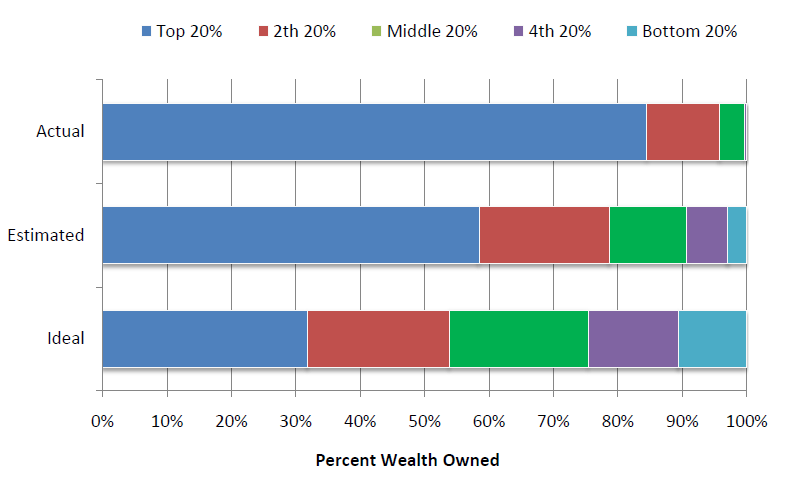 Top 20% 2th 20% Middle 20% 4th 20% Bottom 20%
Actual
Estimated
Ideal
0% 10% 20% 30% 40% 50% 60% 70% 80% 90% 100%
Percent Wealth Owned